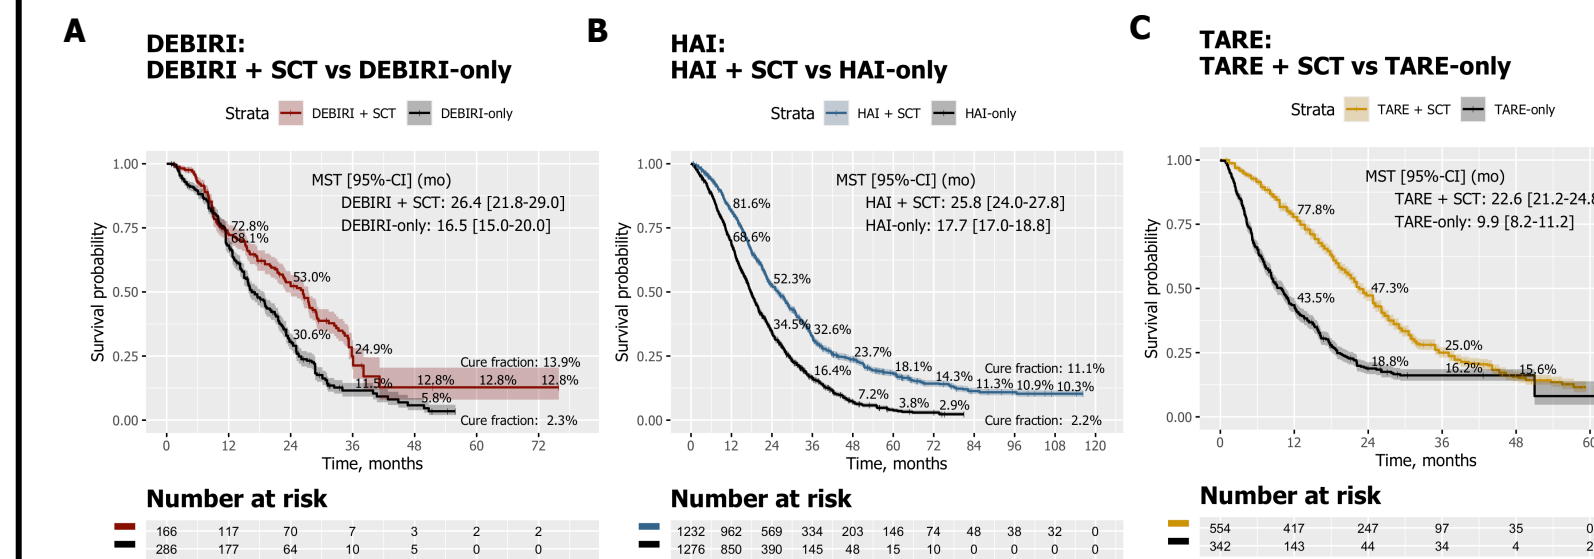 A
DEBIRI:
DEBIRI + SCT vs DEBIRI-only
Strata DEBIRI + SCT DEBIRI-only
Survival probability
1.00
0.75
0.50
0.25
0.00
MST [95%-CI] (mo)
DEBIRI + SCT: 26.4 [21.8-29.0]
DEBIRI-only: 16.5 [15.0-20.0]
72.8%
68.1%
53.0%
30.6%
24.9%
Cure fraction: 13.9%
11.5% 12.8% 12.8% 12.8%
5.8%
Cure fraction: 2.3%
0 12 24 36 48 60 72
Time, months
Number at risk
166 117 70 7 3 2 2
286 177 64 10 5 0 0
B
HAI:
HAI + SCT vs HAI-only
Strata HAI + SCT HAI-only
Survival probability
1.00
0.75
0.50
0.25
0.00
MST [95%-CI] (mo)
HAI + SCT: 25.8 [24.0-27.8]
HAI-only: 17.7 [17.0-18.8]
81.6%
68.6%
52.3%
34.5% 32.6%
23.7%
16.4% 18.1% 14.3% Cure fraction: 11.1%
11.3% 10.9% 10.3%
7.2% 3.8% 2.9%
Cure fraction: 2.2%
0 12 24 36 48 60 72 84 96 108 120
Time, months
Number at risk
1232 962 569 334 203 146 74 48 38 32 0
1276 850 390 145 48 15 10 0 0 0 0
C
TARE:
TARE + SCT vs TARE-only
Strata TARE + SCT TARE-only
Survival probability
1.00
0.75
0.50
0.25
0.00
MST [95%-CI] (mo)
TARE + SCT: 22.6 [21.2-24.8
TARE-only: 9.9 [8.2-11.2]
77.8%
47.3%
43.5%
25.0%
18.8% 16.2% 15.6%
0 12 24 36 48 60
Time, months
Number at risk
554 417 247 97 35 0
342 143 44 34 4 2